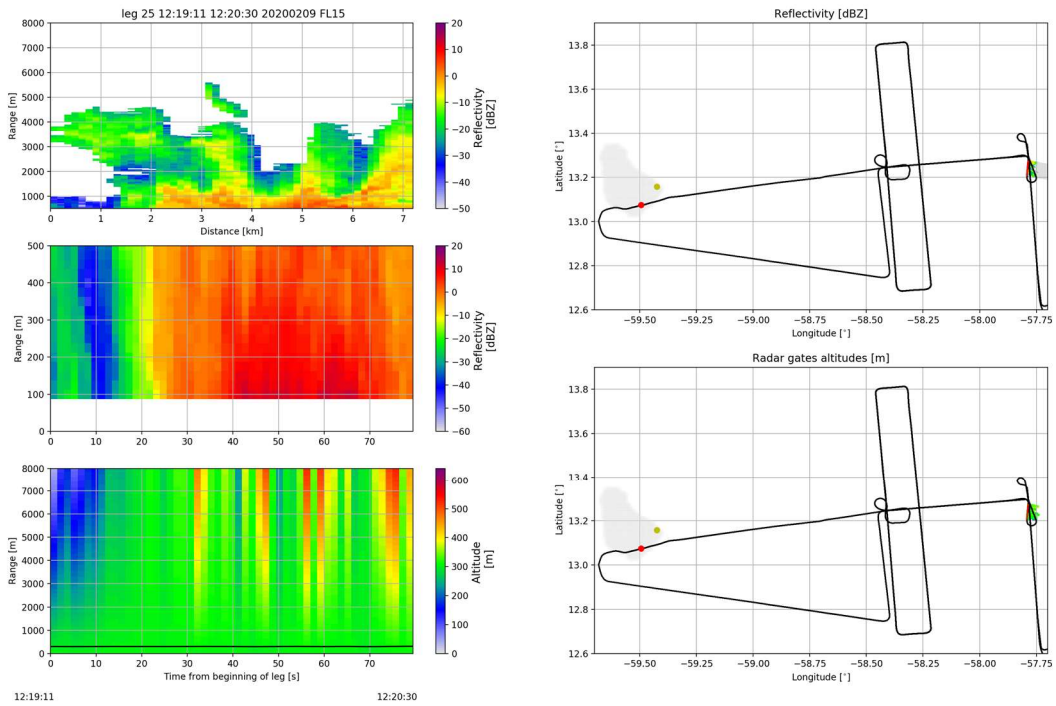 leg 25 12:19:11 12:20:30 20200209 FL15
8000
7000
6000
5000
4000
3000
2000
1000
Range [m]
0 1 2 3 4 5 6 7
Distance [km]
20
10
0
−10
−20
−30
−40
−50
Reflectivity
[dBZ]
500
400
300
200
100
0
Range [m]
0 10 20 30 40 50 60 70
20
10
0
−10
−20
−30
−40
−50
−60
Reflectivity
[dBZ]
8000
7000
6000
5000
4000
3000
2000
1000
0
Range [m]
0 10 20 30 40 50 60 70
Time from beginning of leg [s]
600
500
400
300
200
100
0
Altitude
[m]
12:19:11 12:20:30
Reflectivity [dBZ]
13.8
13.6
13.4
13.2
13.0
12.8
12.6
Latitude [°]
−59.50 −59.25 −59.00 −58.75 −58.50 −58.25 −58.00 −57.75
Longitude [°]
Radar gates altitudes [m]
13.8
13.6
13.4
13.2
13.0
12.8
12.6
Latitude [°]
−59.50 −59.25 −59.00 −58.75 −58.50 −58.25 −58.00 −57.75
Longitude [°]